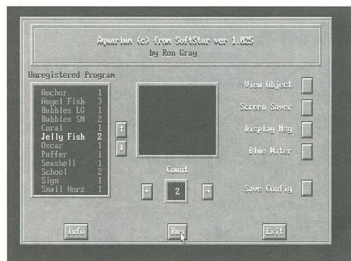 Aquarium (c) from SoftStar ver 1.025
by Ron Gray
Unregistered Program
Anchor 1
Angel Fish 3
Bubbles LG 1
Bubbles SM 2
Coral 1
Jelly Fish 2
Oscar 1
Puffer 1
Seashell 1
School 2
Sign 1
Small Horz 1
View Object
Screen Saver
Display Msg
Blue Water
Count
2
Save Config
Info
Run
Exit